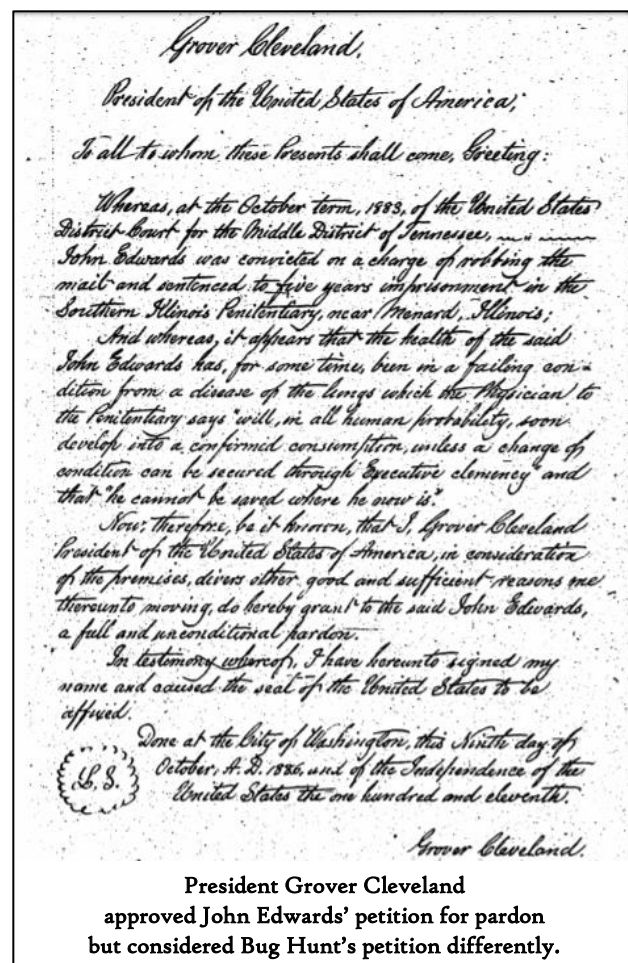 Grover Cleveland.
President of the United States of America;
To all to whom these Presents shall come, Greeting:
Whereas, at the October term, 1883, of the United States
District Court for the Middle District of Tennessee,
John Edwards was convicted on a charge of robbing the
mail and sentenced to five years imprisonment in the
Southern Illinois Penitentiary, near Menard, Illinois;
And whereas, it appears that the health of the said
John Edwards has, for some time, been in a failing con-
dition from a disease of the lungs which the Physician to
the Penitentiary says "will, in all human probability, soon
develop into a confirmed consumption, unless a change of
condition can be secured through Executive clemency" and
that "he cannot be saved where he now is".
Now, therefore, be it known, that I, Grover Cleveland
President of the United States of America, in consideration
of the premises, divers other good and sufficient reasons me
thereunto moving, do hereby grant to the said John Edwards,
a full and unconditional pardon.
In testimony whereof, I have hereunto signed my
name and caused the seal of the United States to be
affixed.
Done at the City of Washington, this Ninth day of
October, A.D. 1886, and of the Independence of the
United States the one hundred and eleventh.
L.S.
Grover Cleveland.
President Grover Cleveland
approved John Edwards' petition for pardon
but considered Bug Hunt's petition differently.